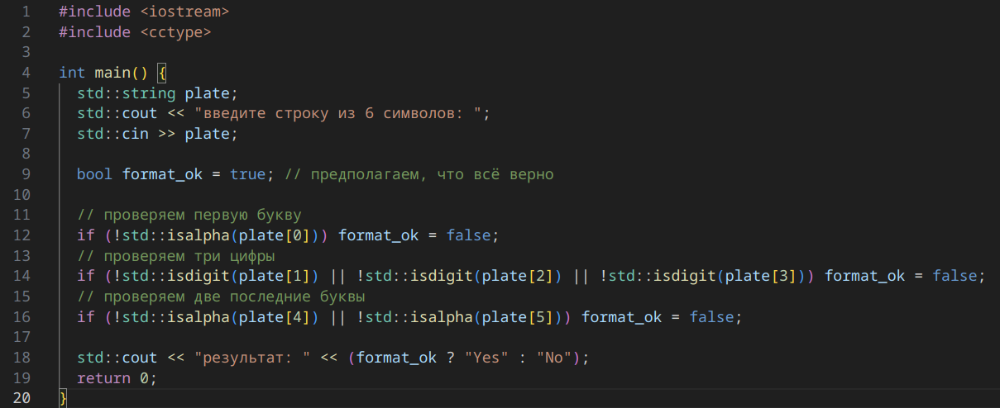 1 #include <iostream>
2 #include <cctype>
3
4 int main() {
5 std::string plate;
6 std::cout << "введите строку из 6 символов: ";
7 std::cin >> plate;
8
9 bool format_ok = true; // предполагаем, что всё верно
10
11 // проверяем первую букву
12 if (!std::isalpha(plate[0])) format_ok = false;
13 // проверяем три цифры
14 if (!std::isdigit(plate[1]) || !std::isdigit(plate[2]) || !std::isdigit(plate[3])) format_ok = false;
15 // проверяем две последние буквы
16 if (!std::isalpha(plate[4]) || !std::isalpha(plate[5])) format_ok = false;
17
18 std::cout << "результат: " << (format_ok ? "Yes" : "No");
19 return 0;
20 }